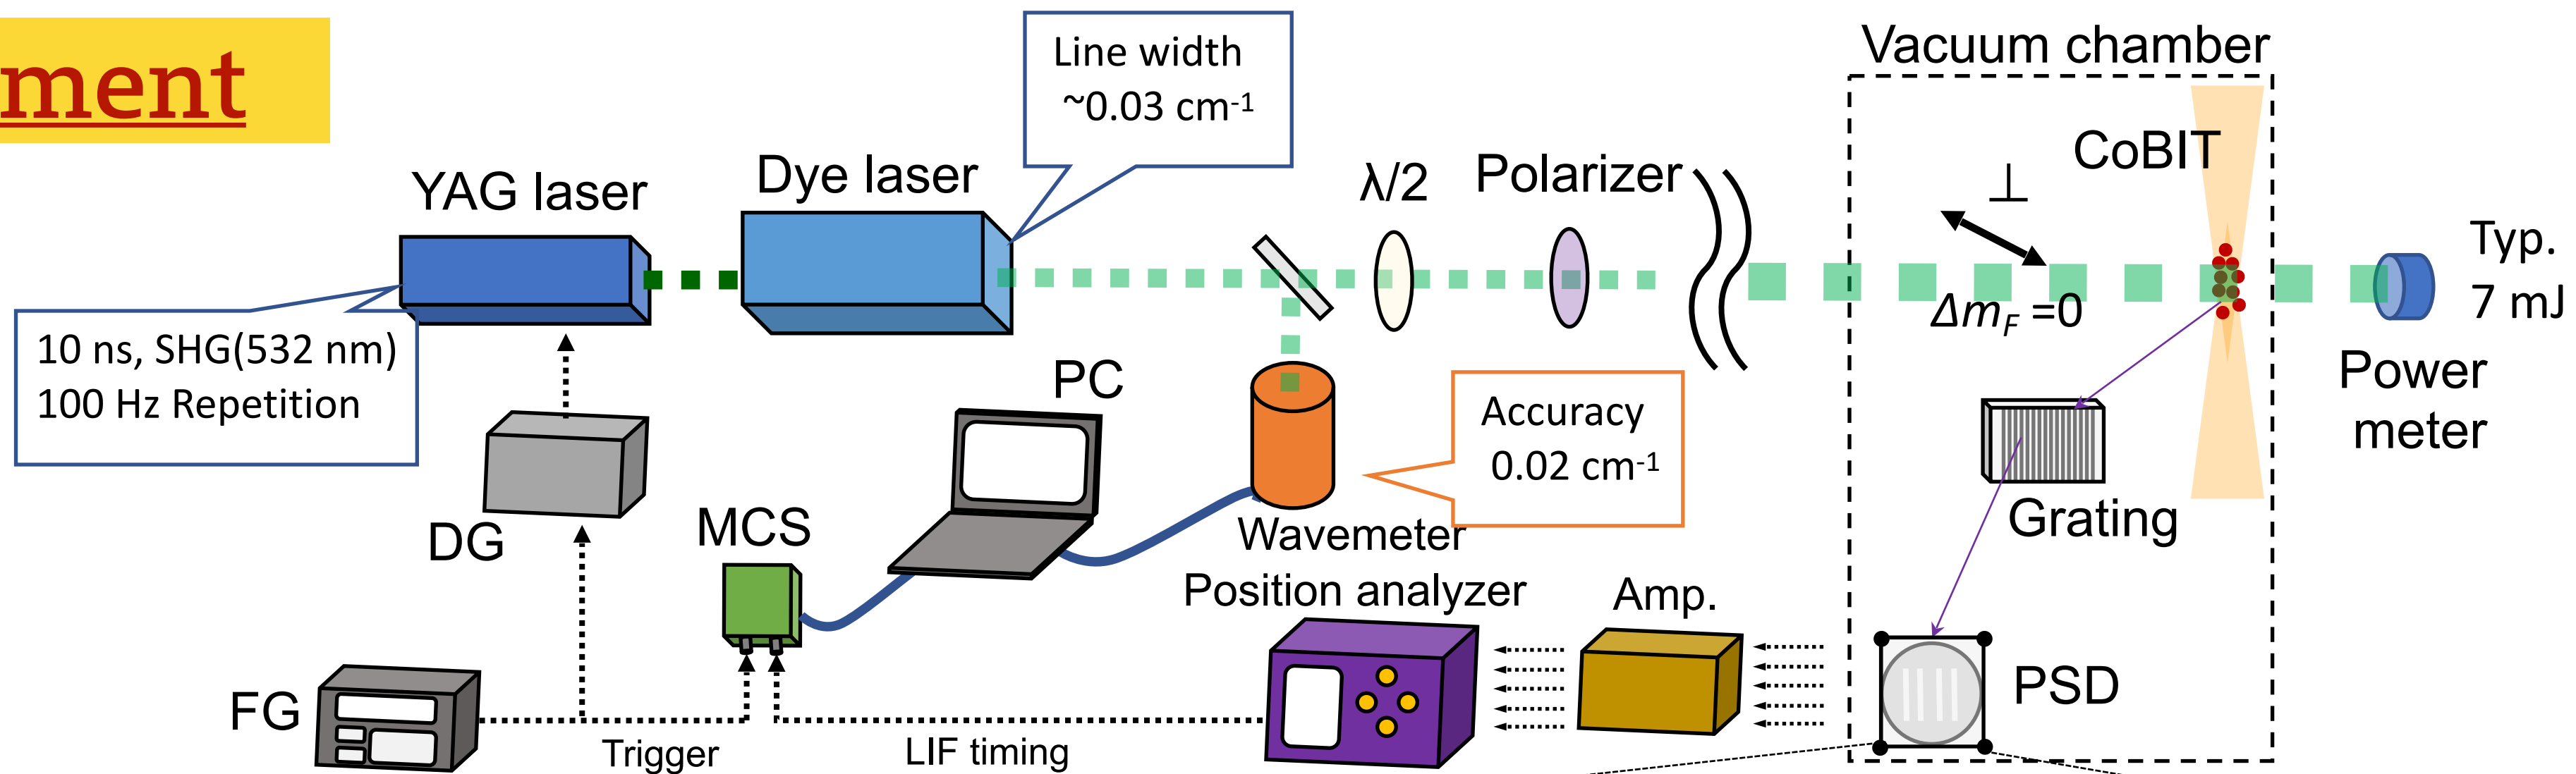 ment
Line width
~0.03 cm-1
Vacuum chamber
YAG laser
Dye laser
λ/2
Polarizer
⊥
CoBIT
Typ.
7 mJ
Δm_F =0
10 ns, SHG(532 nm)
100 Hz Repetition
PC
Accuracy
0.02 cm-1
Power
meter
Grating
DG
MCS
Wavemeter
Position analyzer
Amp.
FG
PSD
Trigger
LIF timing